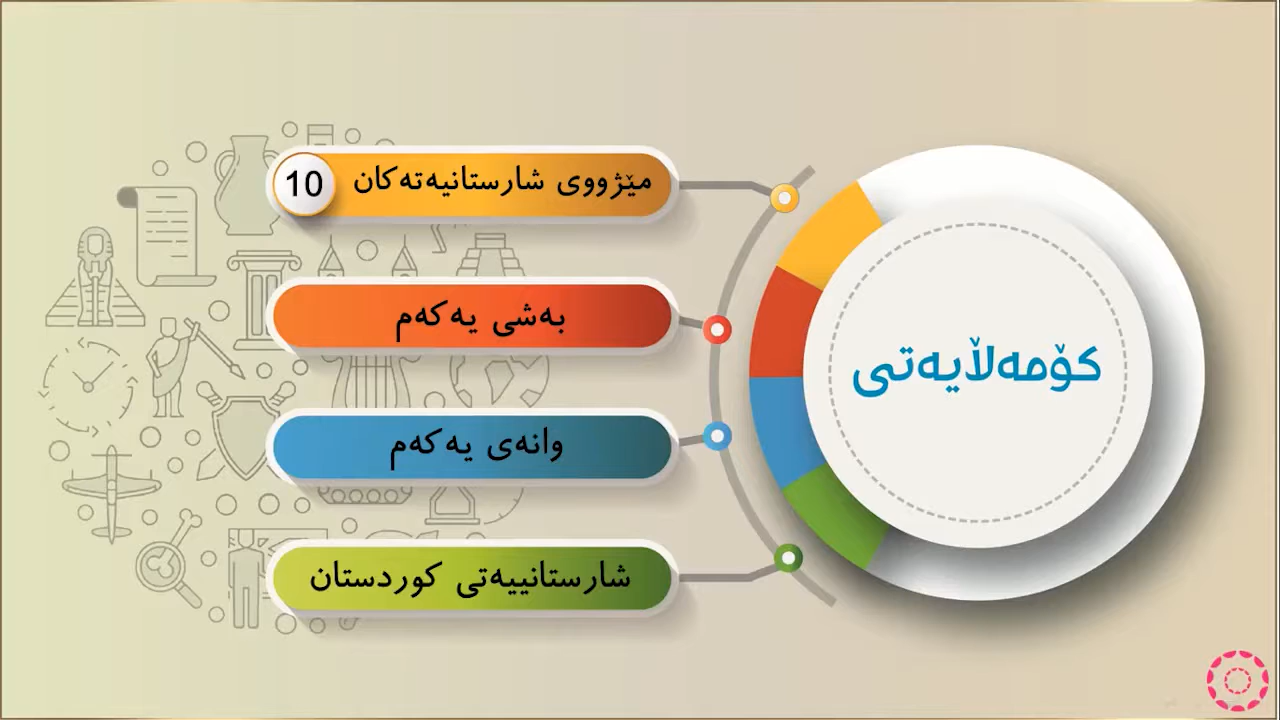 کۆمەڵایەتی
مێژووی شارستانیەتەکان 10
بەشی یەکەم
وانەی یەکەم
شارستانییەتی کوردستان